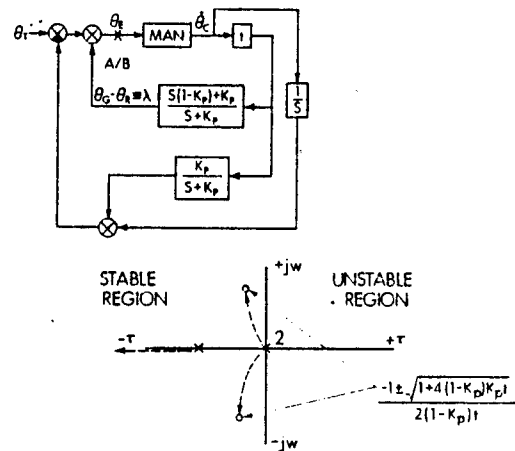 θT
θE
MAN
θ̇C
t
A/B
θG-θR≡λ
S(1-Kp)+Kp
S+Kp
1
S
Kp
S+Kp
STABLE
REGION
+jw
UNSTABLE
REGION
2
-τ
+τ
-1±√1+4(1-Kp)Kpt
2(1-Kp)t
-jw